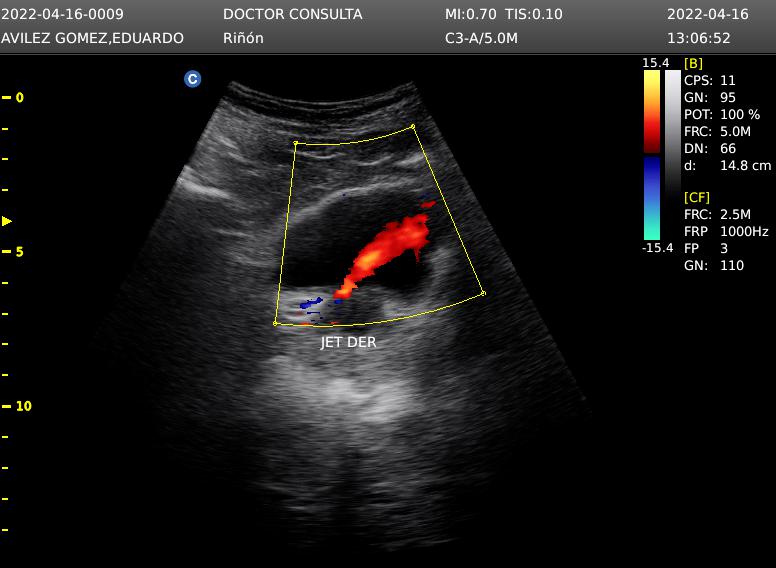 2022-04-16-0009 DOCTOR CONSULTA MI:0.70 TIS:0.10 2022-04-16
AVILEZ GOMEZ,EDUARDO Riñón C3-A/5.0M 13:06:52
C
15.4 [B]
CPS: 11
GN: 95
POT: 100 %
FRC: 5.0M
DN: 66
d: 14.8 cm
[CF]
FRC: 2.5M
FRP 1000Hz
-15.4 FP 3
GN: 110
0
5
JET DER
10